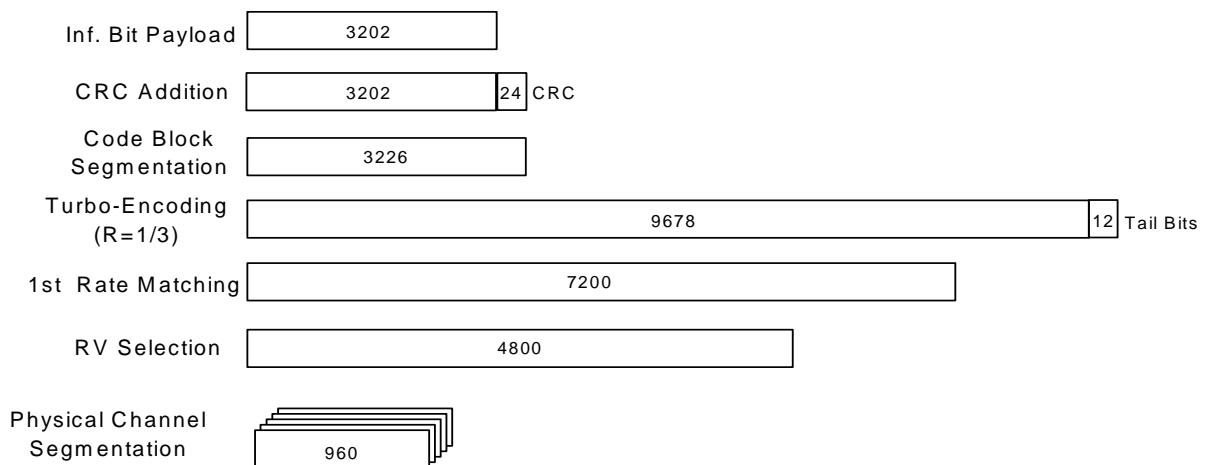 Inf. Bit Payload
3202
CRC Addition
3202
24
CRC
Code Block
Segmentation
3226
Turbo-Encoding
(R=1/3)
9678
12
Tail Bits
1st Rate Matching
7200
RV Selection
4800
Physical Channel
Segmentation
960